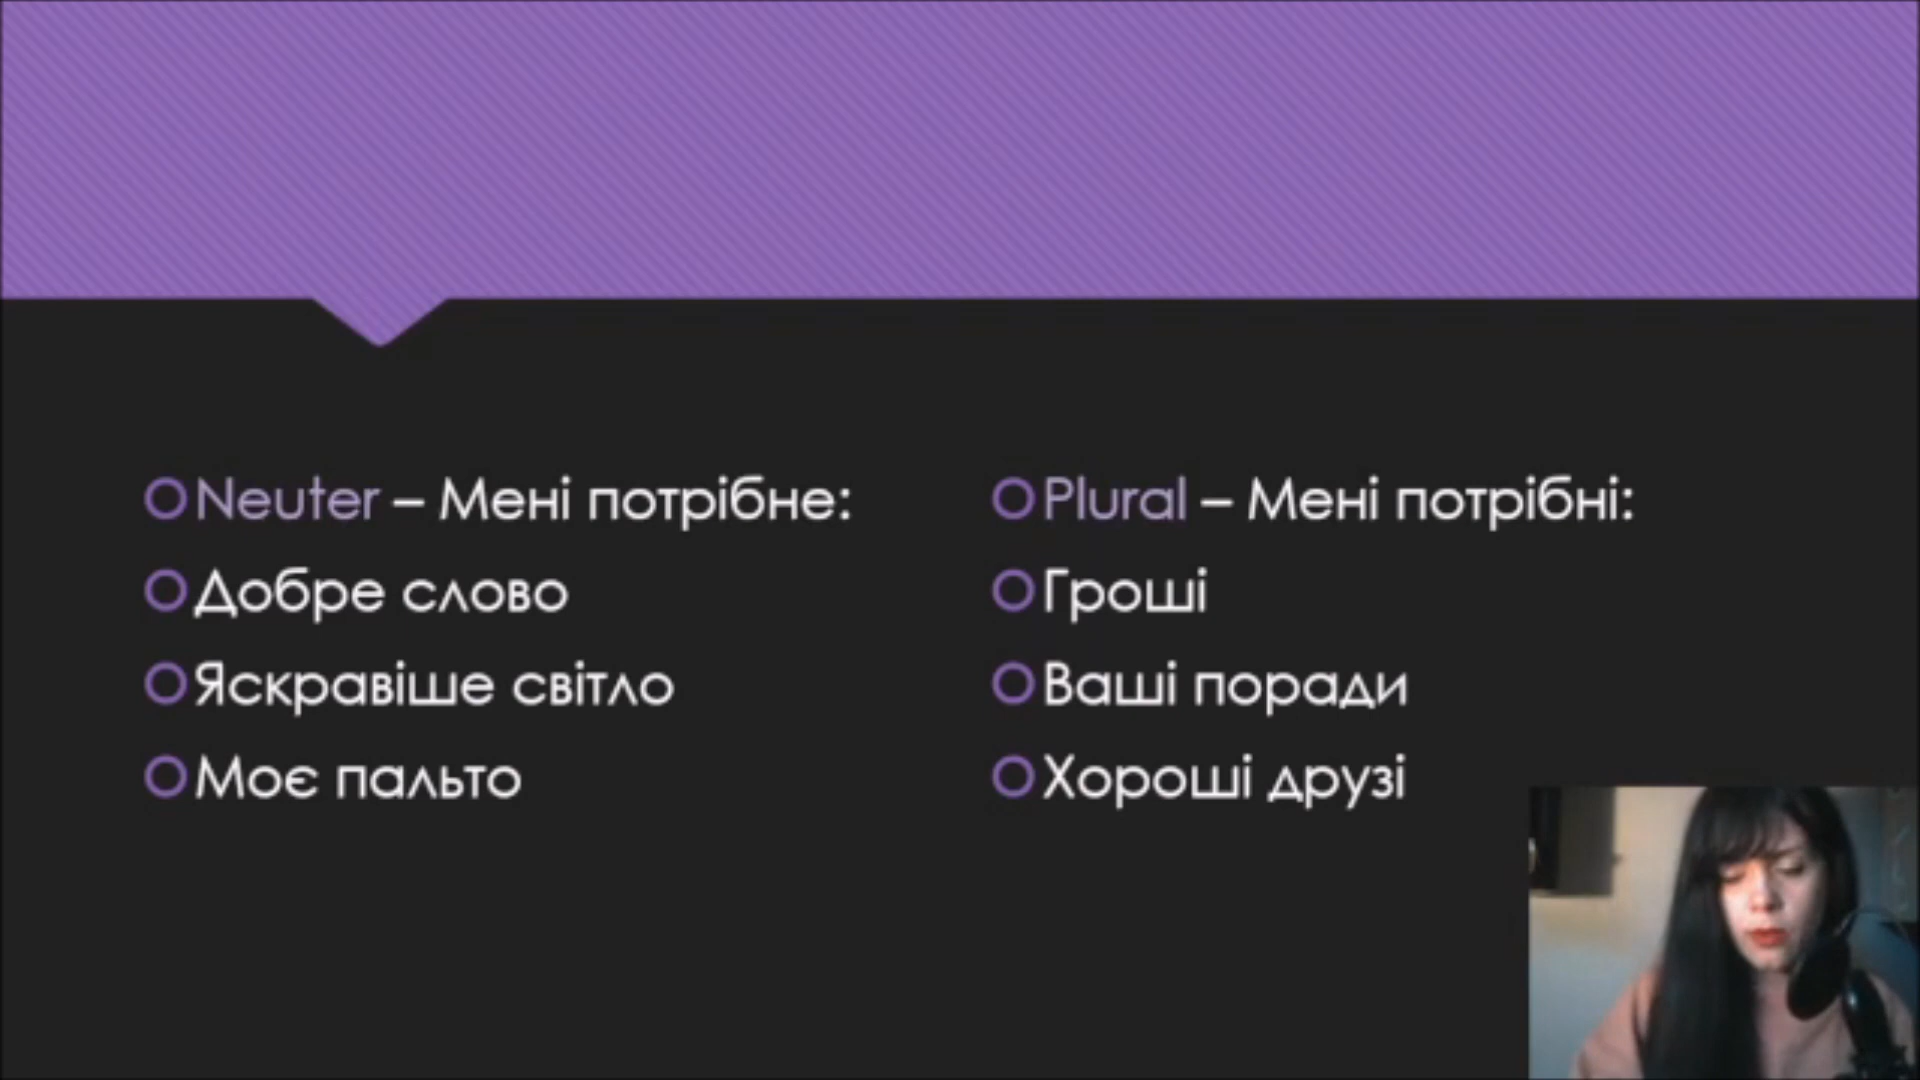 Neuter – Мені потрібне:
Добре слово
Яскравіше світло
Моє пальто
Plural – Мені потрібні:
Гроші
Ваші поради
Хороші друзі